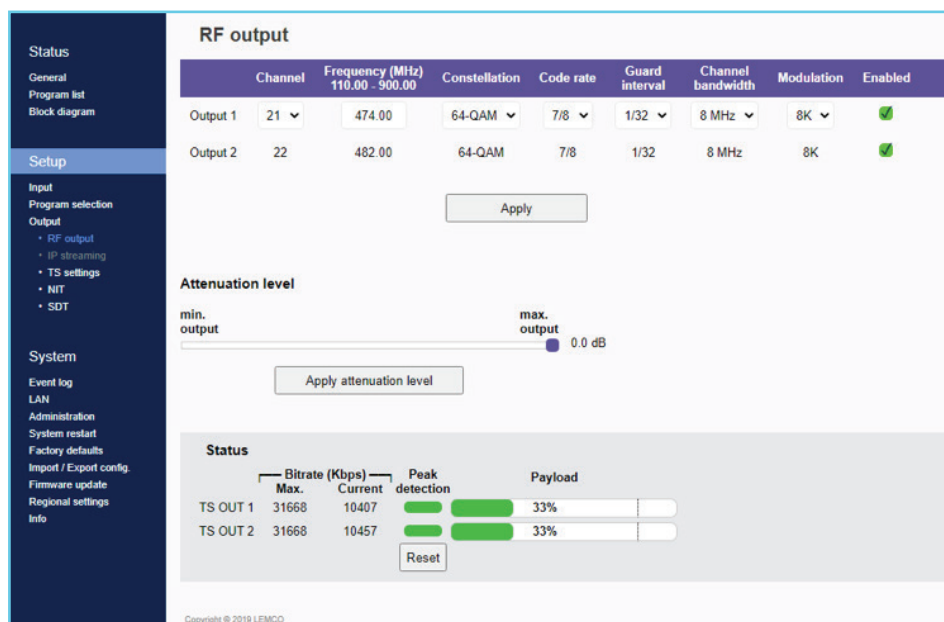 Status
General
Program list
Block diagram
Setup
Input
Program selection
Output
• RF output
• IP streaming
• TS settings
• NIT
• SDT
System
Event log
LAN
Administration
System restart
Factory defaults
Import / Export config.
Firmware update
Regional settings
Info
RF output
Channel Frequency (MHz) 110.00 - 900.00 Constellation Code rate Guard interval Channel bandwidth Modulation Enabled
Output 1 21 474.00 64-QAM 7/8 1/32 8 MHz 8K
Output 2 22 482.00 64-QAM 7/8 1/32 8 MHz 8K
Apply
Attenuation level
min. output
max. output
0.0 dB
Apply attenuation level
Status
Bitrate (Kbps) Peak detection Payload
Max. Current
TS OUT 1 31668 10407 33%
TS OUT 2 31668 10457 33%
Reset
Copyright © 2019 LEMCO